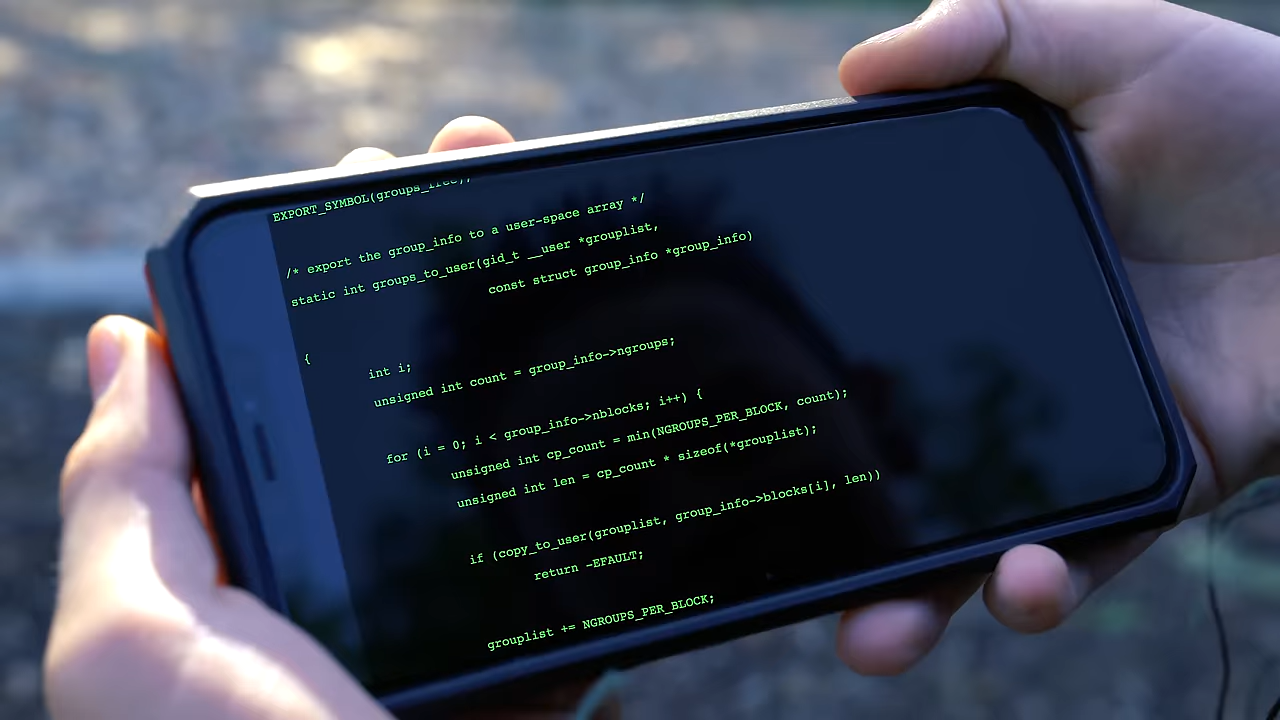 EXPORT_SYMBOL(groups_free);
/* export the group_info to a user-space array */
static int groups_to_user(gid_t __user *grouplist,
const struct group_info *group_info)
{
int i;
unsigned int count = group_info->ngroups;
for (i = 0; i < group_info->nblocks; i++) {
unsigned int cp_count = min(NGROUPS_PER_BLOCK, count);
unsigned int len = cp_count * sizeof(*grouplist);
if (copy_to_user(grouplist, group_info->blocks[i], len))
return -EFAULT;
grouplist += NGROUPS_PER_BLOCK;